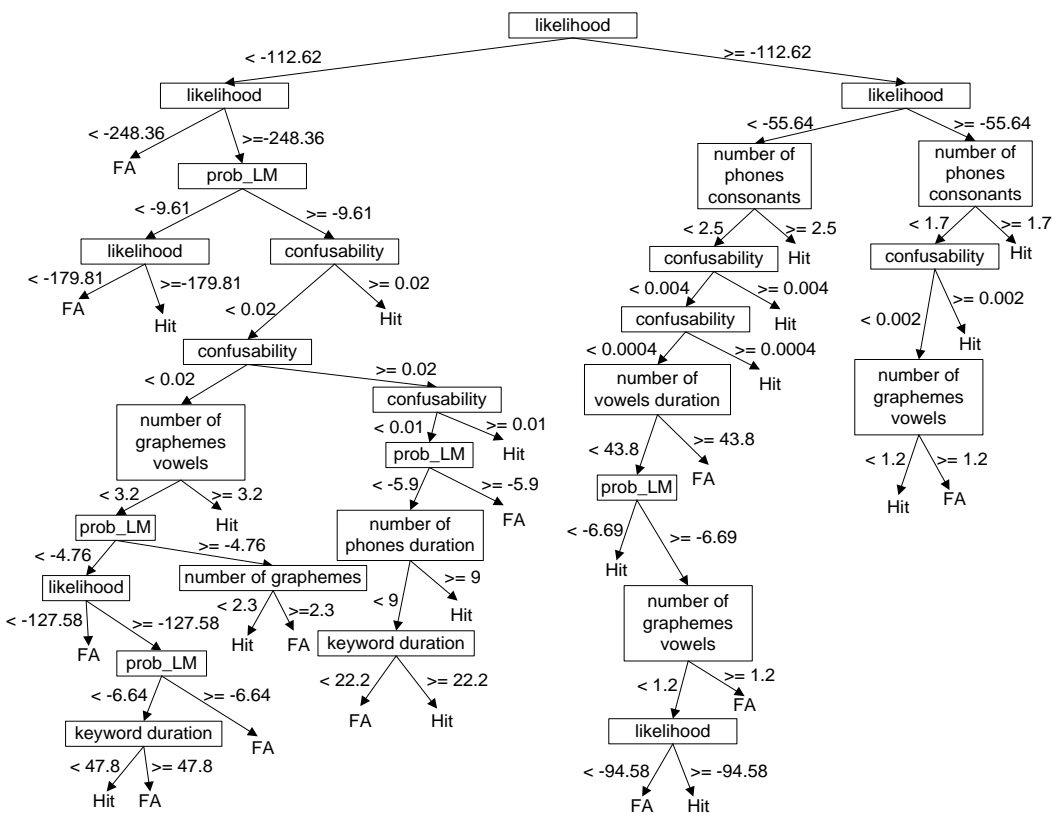 likelihood
< -112.62
>= -112.62
likelihood
likelihood
< -248.36
>=-248.36
< -55.64
>= -55.64
FA
prob_LM
number of
phones
consonants
number of
phones
consonants
< -9.61
>= -9.61
< 2.5
>= 2.5
< 1.7
>= 1.7
likelihood
confusability
confusability
Hit
confusability
Hit
< -179.81
>=-179.81
< 0.02
>= 0.02
< 0.004
>= 0.004
< 0.002
>= 0.002
FA
Hit
Hit
confusability
Hit
Hit
confusability
< 0.0004
>= 0.0004
< 0.02
>= 0.02
number of
vowels duration
Hit
number of
graphemes
vowels
confusability
number of
graphemes
vowels
< 0.01
>= 0.01
< 43.8
>= 43.8
prob_LM
Hit
< 1.2
>= 1.2
< 3.2
>= 3.2
< -5.9
>= -5.9
prob_LM
FA
Hit
FA
prob_LM
Hit
number of
phones duration
FA
< -6.69
>= -6.69
< -4.76
>= -4.76
Hit
likelihood
number of graphemes
< 9
>= 9
number of
graphemes
vowels
< -127.58
>= -127.58
< 2.3
>=2.3
Hit
FA
Hit
FA
keyword duration
prob_LM
< 1.2
>= 1.2
< -6.64
>= -6.64
< 22.2
>= 22.2
FA
keyword duration
FA
FA
Hit
likelihood
< 47.8
>= 47.8
< -94.58
>= -94.58
Hit
FA
FA
Hit